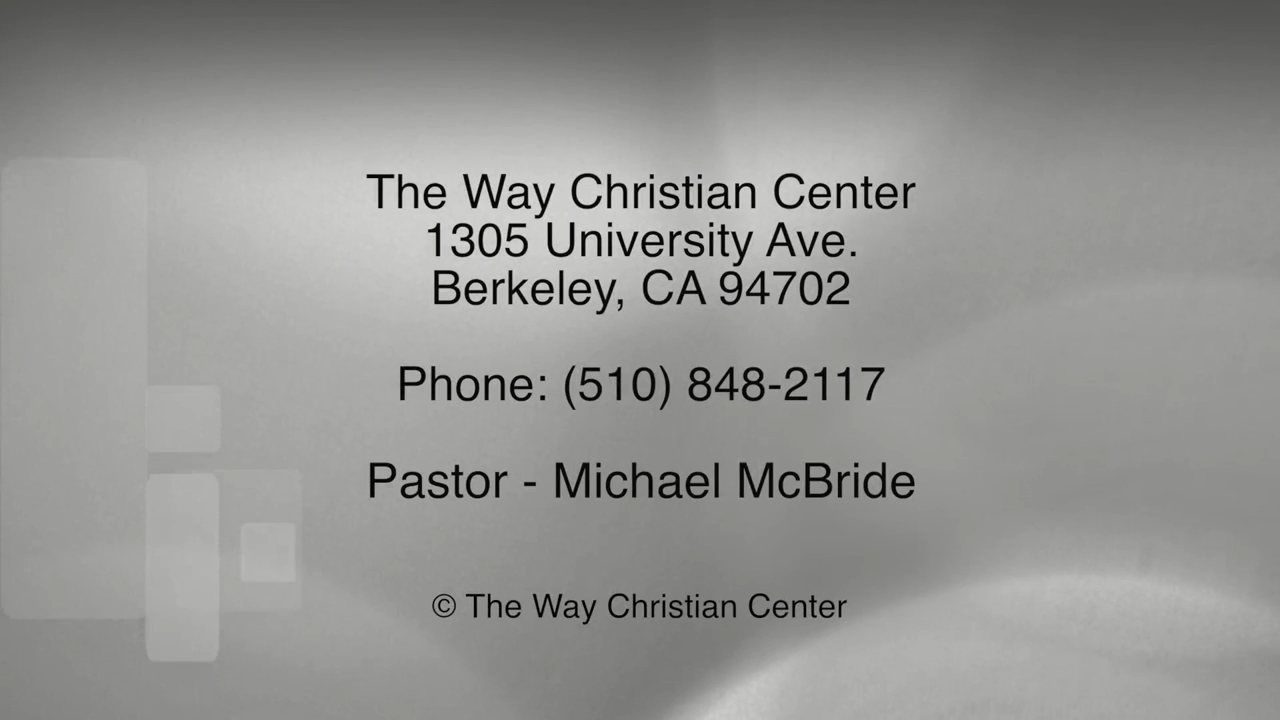 The Way Christian Center
1305 University Ave.
Berkeley, CA 94702
Phone: (510) 848-2117
Pastor - Michael McBride
© The Way Christian Center